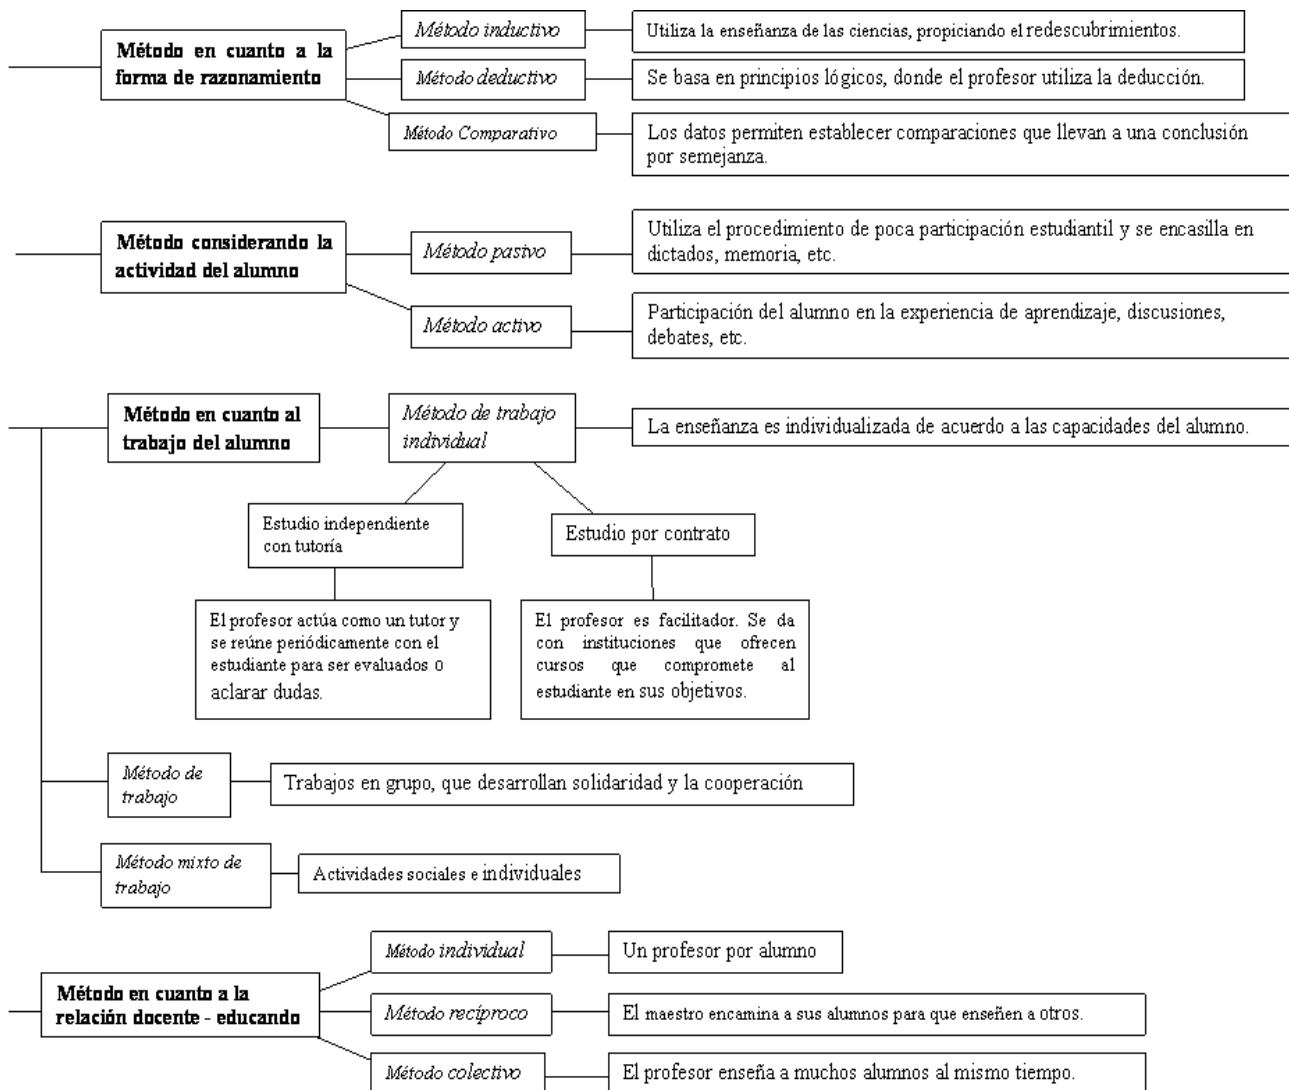 Método en cuanto a la
forma de razonamiento
Método inductivo
Utiliza la enseñanza de las ciencias, propiciando el redescubrimientos.
Método deductivo
Se basa en principios lógicos, donde el profesor utiliza la deducción.
Método Comparativo
Los datos permiten establecer comparaciones que llevan a una conclusión
por semejanza.
Método considerando la
actividad del alumno
Método pasivo
Utiliza el procedimiento de poca participación estudiantil y se encasilla en
dictados, memoria, etc.
Método activo
Participación del alumno en la experiencia de aprendizaje, discusiones,
debates, etc.
Método en cuanto al
trabajo del alumno
Método de trabajo
individual
La enseñanza es individualizada de acuerdo a las capacidades del alumno.
Estudio independiente
con tutoría
Estudio por contrato
El profesor actúa como un tutor y
se reúne periódicamente con el
estudiante para ser evaluados o
aclarar dudas.
El profesor es facilitador. Se da
con instituciones que ofrecen
cursos que compromete al
estudiante en sus objetivos.
Método de
trabajo
Trabajos en grupo, que desarrollan solidaridad y la cooperación
Método mixto de
trabajo
Actividades sociales e individuales
Método en cuanto a la
relación docente - educando
Método individual
Un profesor por alumno
Método recíproco
El maestro encamina a sus alumnos para que enseñen a otros.
Método colectivo
El profesor enseña a muchos alumnos al mismo tiempo.